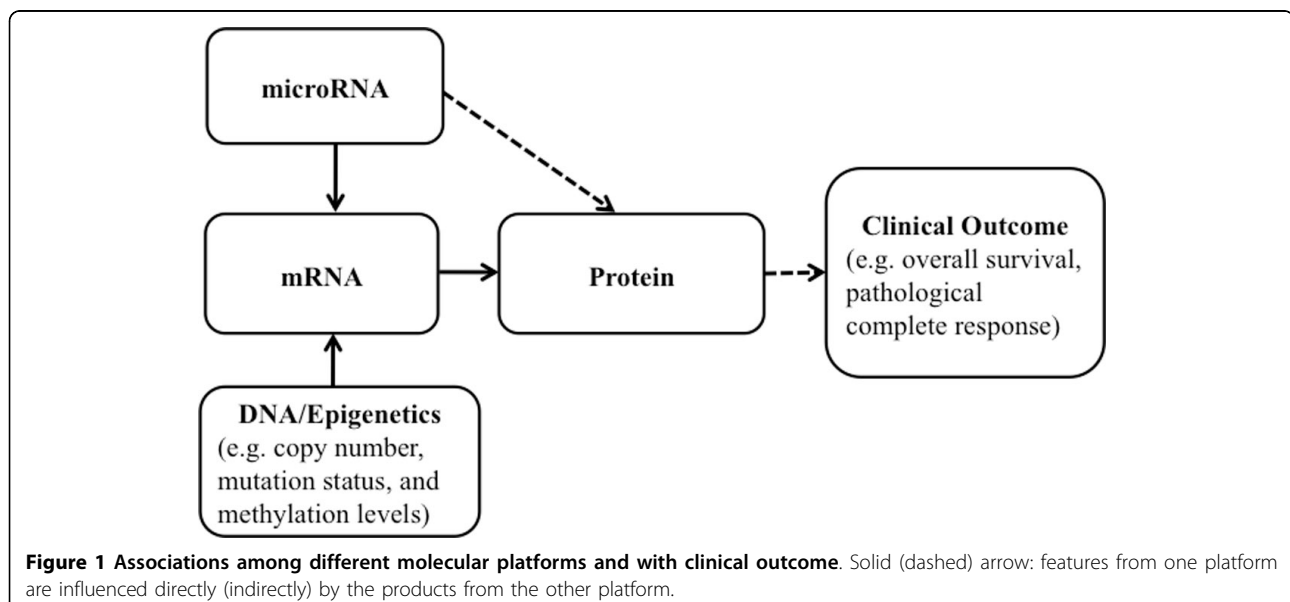 microRNA
mRNA
Protein
Clinical Outcome
(e.g. overall survival,
pathological
complete response)
DNA/Epigenetics
(e.g. copy number,
mutation status, and
methylation levels)
Figure 1 Associations among different molecular platforms and with clinical outcome. Solid (dashed) arrow: features from one platform
are influenced directly (indirectly) by the products from the other platform.